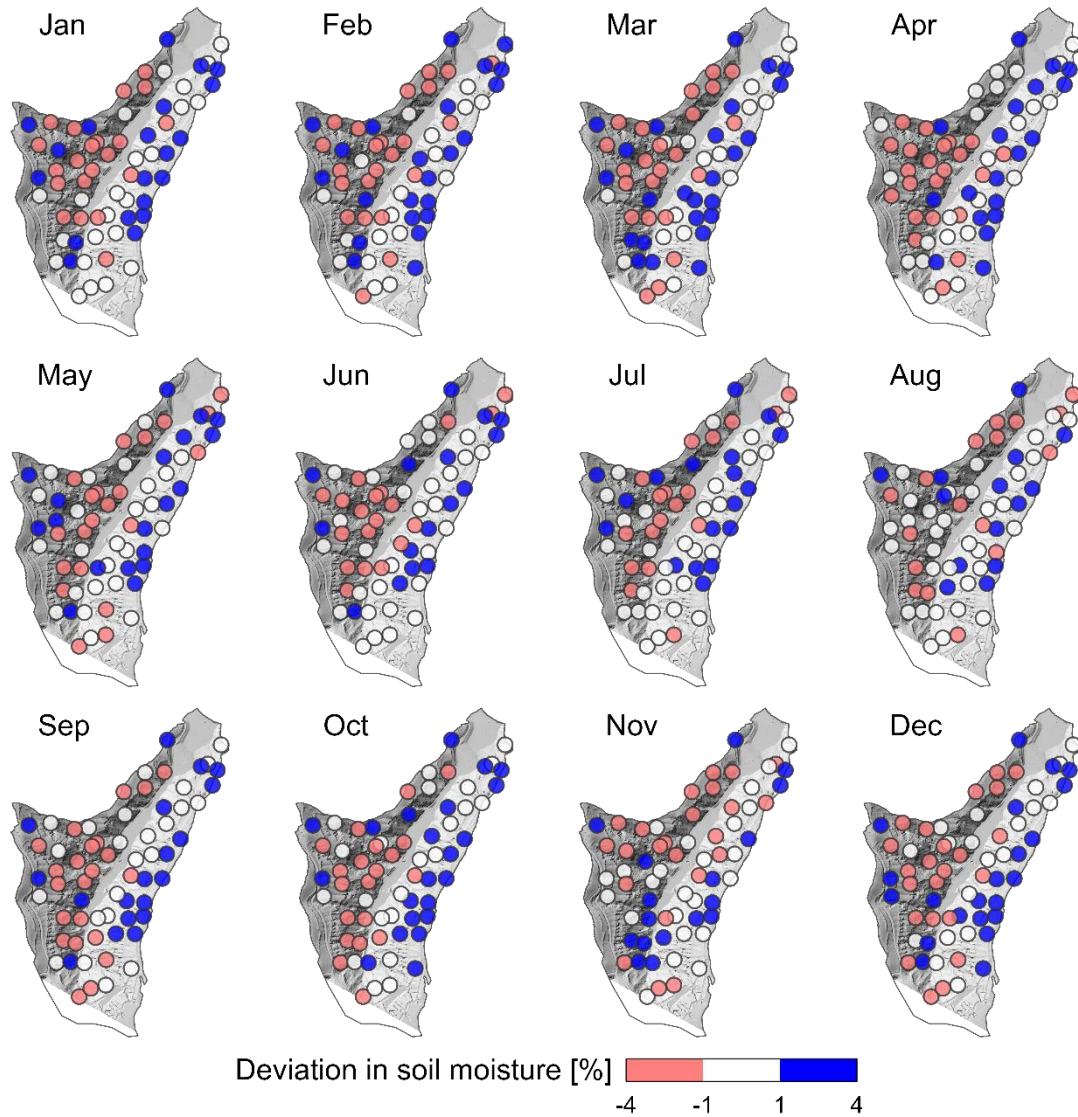 Jan Feb Mar Apr
May Jun Jul Aug
Sep Oct Nov Dec
Deviation in soil moisture [%]
-4 -1 1 4